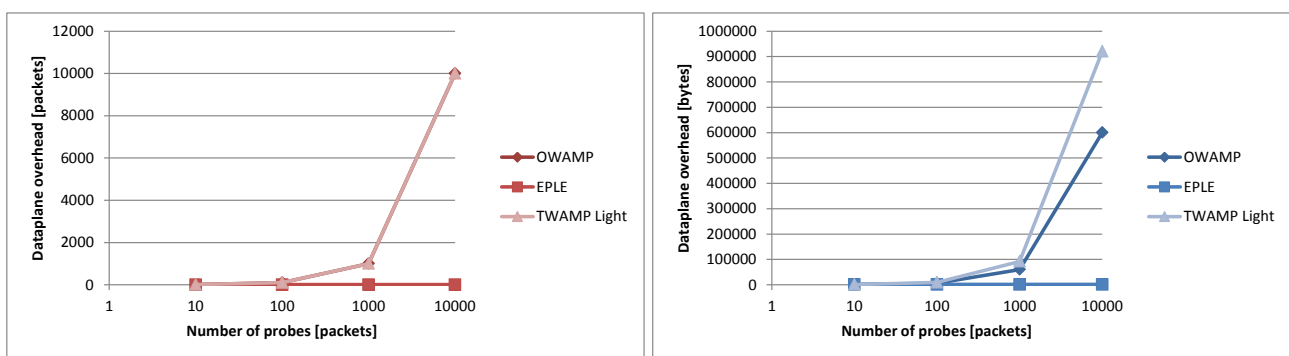 12000
10000
8000
6000
4000
2000
0
1
10
100
1000
10000
Dataplane overhead [packets]
Number of probes [packets]
OWAMP
EPLE
TWAMP Light
1000000
900000
800000
700000
600000
500000
400000
300000
200000
100000
0
1
10
100
1000
10000
Dataplane overhead [bytes]
Number of probes [packets]
OWAMP
EPLE
TWAMP Light